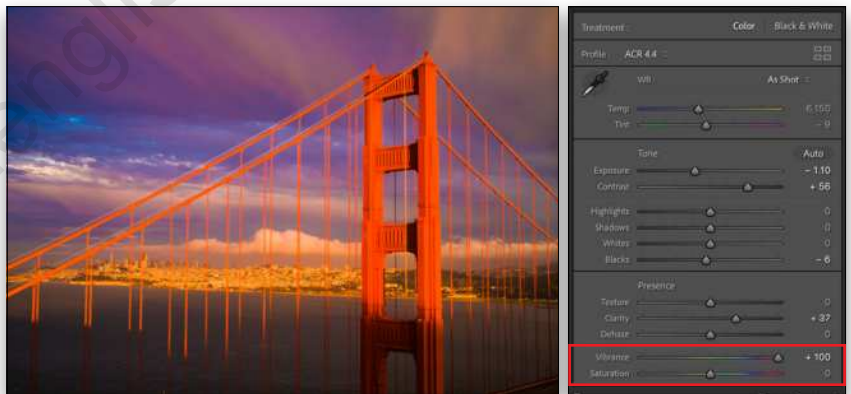 englis
Treatment : Color Black & White
Profile : ACR 4.4
WB As Shot
Temp 6,150
Tint - 9
Tone Auto
Exposure - 1.10
Contrast + 56
Highlights 0
Shadows 0
Whites 0
Blacks - 6
Presence
Texture 0
Clarity + 37
Dehaze 0
Vibrance + 100
Saturation 0